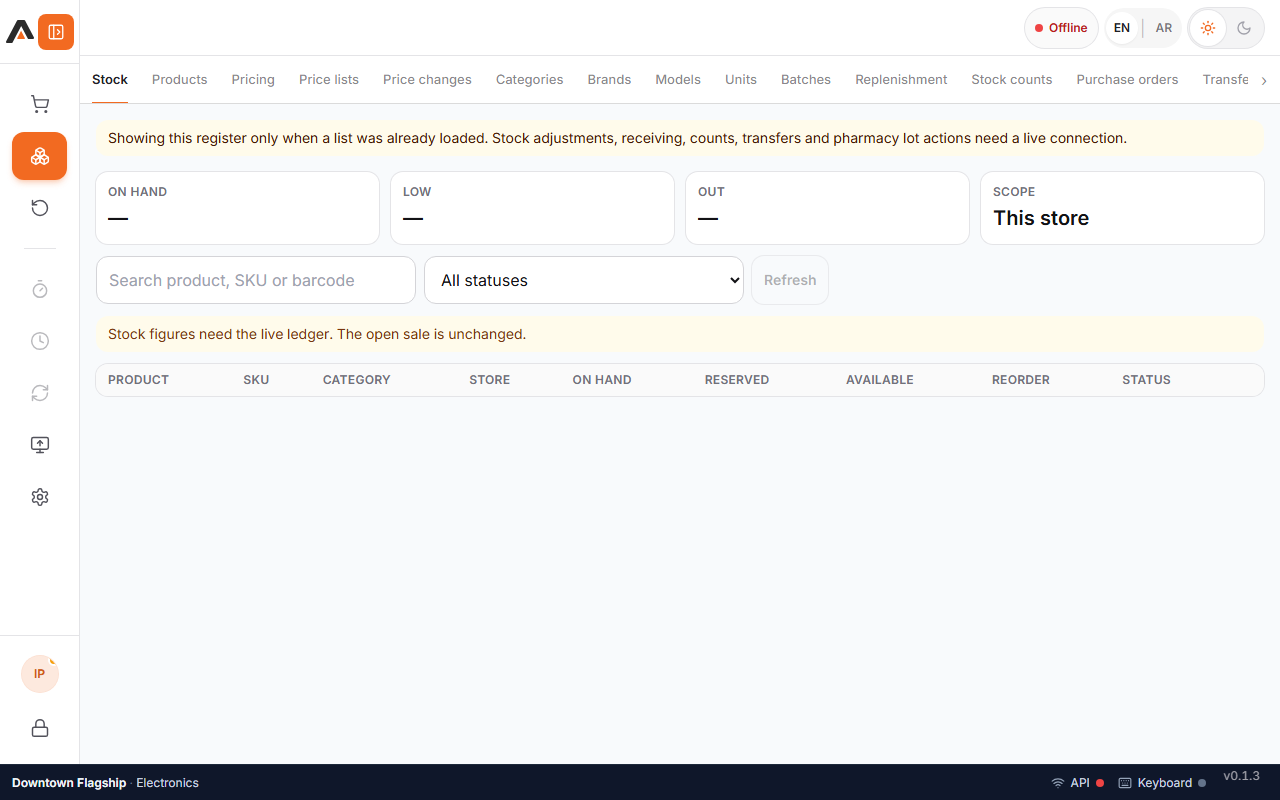 Offline EN AR
Stock Products Pricing Price lists Price changes Categories Brands Models Units Batches Replenishment Stock counts Purchase orders Transfe
Showing this register only when a list was already loaded. Stock adjustments, receiving, counts, transfers and pharmacy lot actions need a live connection.
ON HAND LOW OUT SCOPE
— — — This store
Search product, SKU or barcode All statuses Refresh
Stock figures need the live ledger. The open sale is unchanged.
PRODUCT SKU CATEGORY STORE ON HAND RESERVED AVAILABLE REORDER STATUS
IP
Downtown Flagship · Electronics API Keyboard v0.1.3